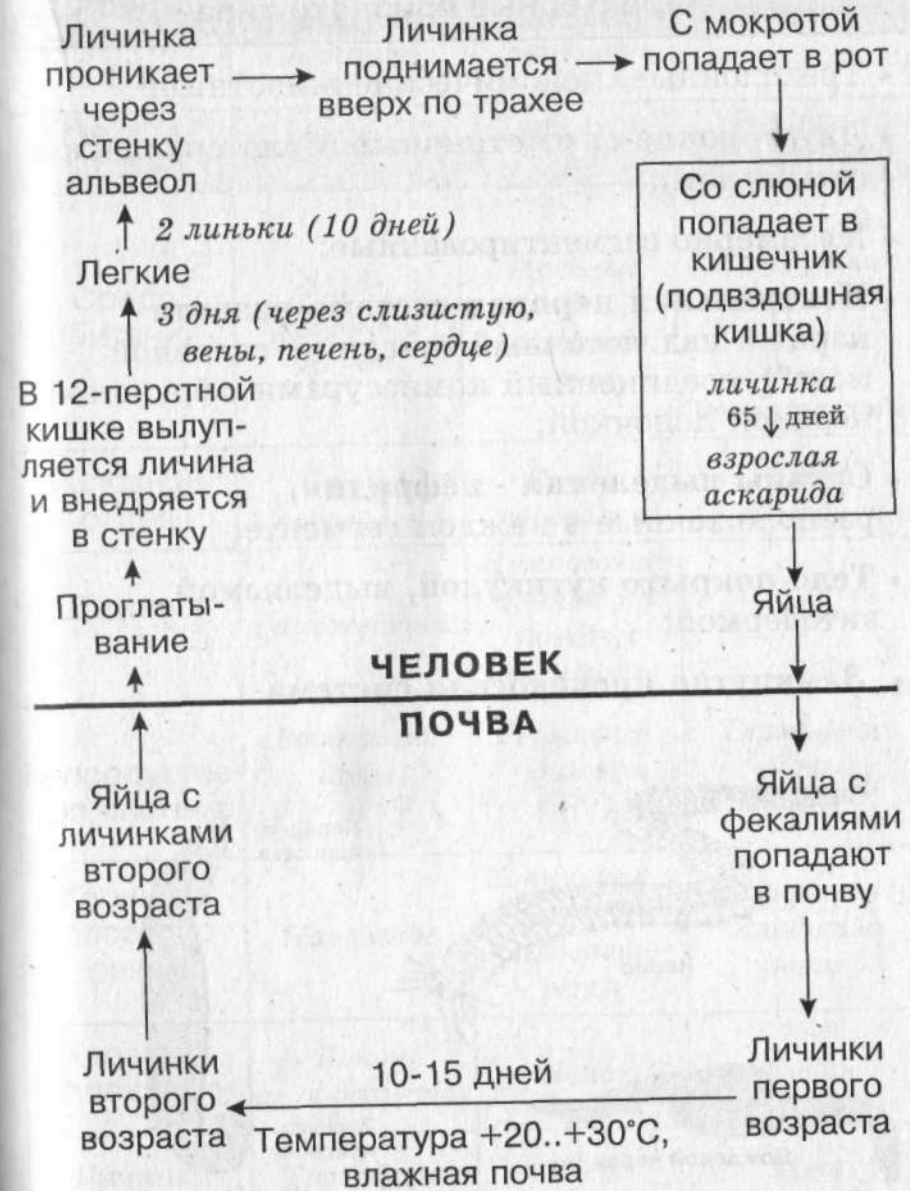 Личинка
проникает
через
стенку
альвеол
Личинка
поднимается
вверх по трахее
С мокротой
попадает в рот
2 линьки (10 дней)
Легкие
3 дня (через слизистую,
вены, печень, сердце)
В 12-перстной
кишке вылуп-
ляется личина
и внедряется
в стенку
Проглаты-
вание
Со слюной
попадает в
кишечник
(подвздошная
кишка)
личинка
65 дней
взрослая
аскарида
Яйца
ЧЕЛОВЕК
ПОЧВА
Яйца с
личинками
второго
возраста
Яйца с
фекалиями
попадают
в почву
Личинки
второго
возраста
10-15 дней
Температура +20..+30°С,
влажная почва
Личинки
первого
возраста